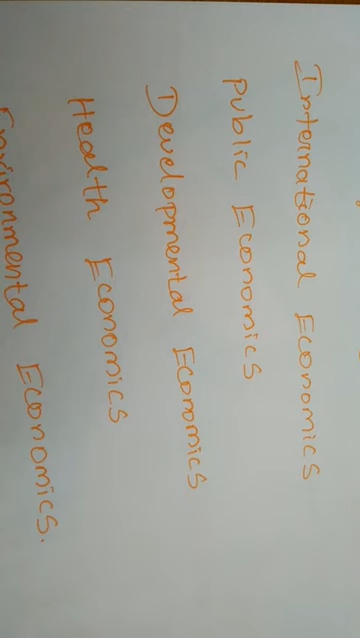 International Economics
Public Economics
Developmental Economics
Health Economics
Environmental Economics.